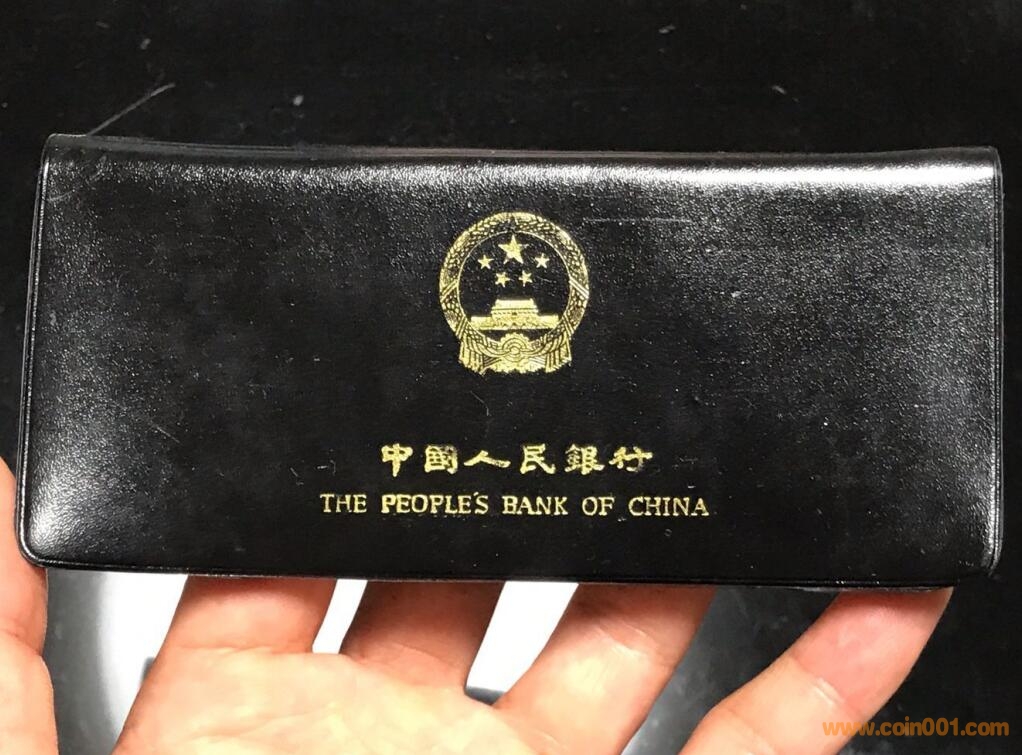 中國人民銀行
THE PEOPLE'S BANK OF CHINA
www.coin001.com